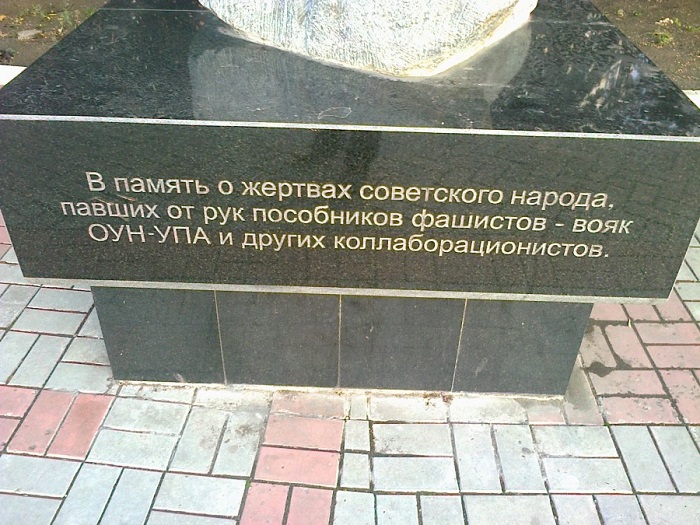 В память о жертвах советского народа,
павших от рук пособников фашистов - вояк
ОУН-УПА и других коллаборационистов.